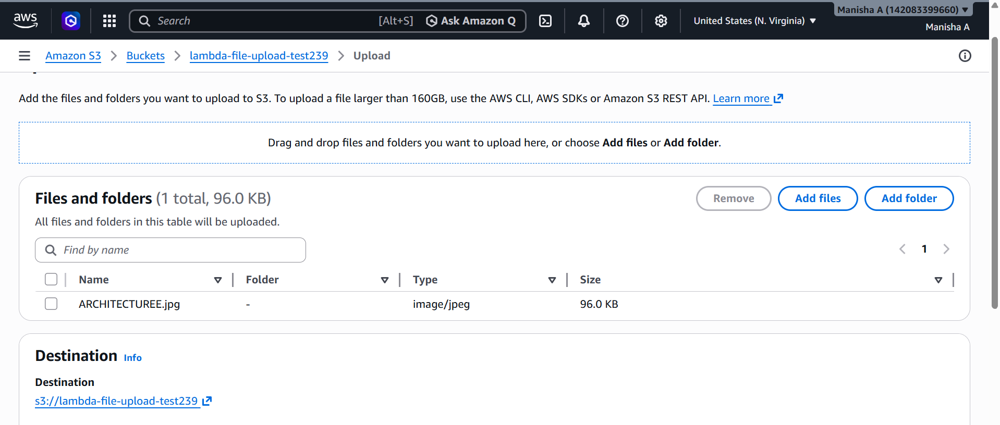 aws
Search [Alt+S] Ask Amazon Q
United States (N. Virginia)
Manisha A (142083399660)
Manisha A
Amazon S3 Buckets lambda-file-upload-test239 Upload
Add the files and folders you want to upload to S3. To upload a file larger than 160GB, use the AWS CLI, AWS SDKs or Amazon S3 REST API. Learn more
Drag and drop files and folders you want to upload here, or choose Add files or Add folder.
Files and folders (1 total, 96.0 KB)
Remove Add files Add folder
All files and folders in this table will be uploaded.
Find by name
1
Name Folder Type Size
ARCHITECTUREE.jpg - image/jpeg 96.0 KB
Destination Info
Destination
s3://lambda-file-upload-test239